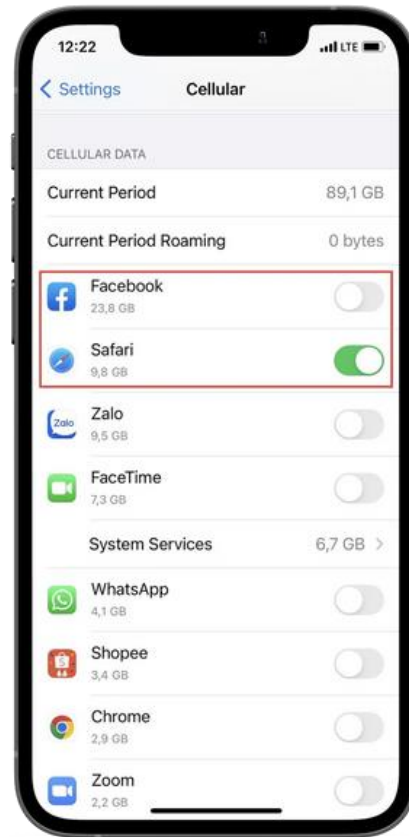 12:22
LTE
Settings
Cellular
CELLULAR DATA
Current Period 89,1 GB
Current Period Roaming 0 bytes
Facebook
23,8 GB
Safari
9,8 GB
Zalo
Zalo
9,5 GB
FaceTime
7,3 GB
System Services 6,7 GB
WhatsApp
4,1 GB
Shopee
3,4 GB
Chrome
2,9 GB
Zoom
2,2 GB